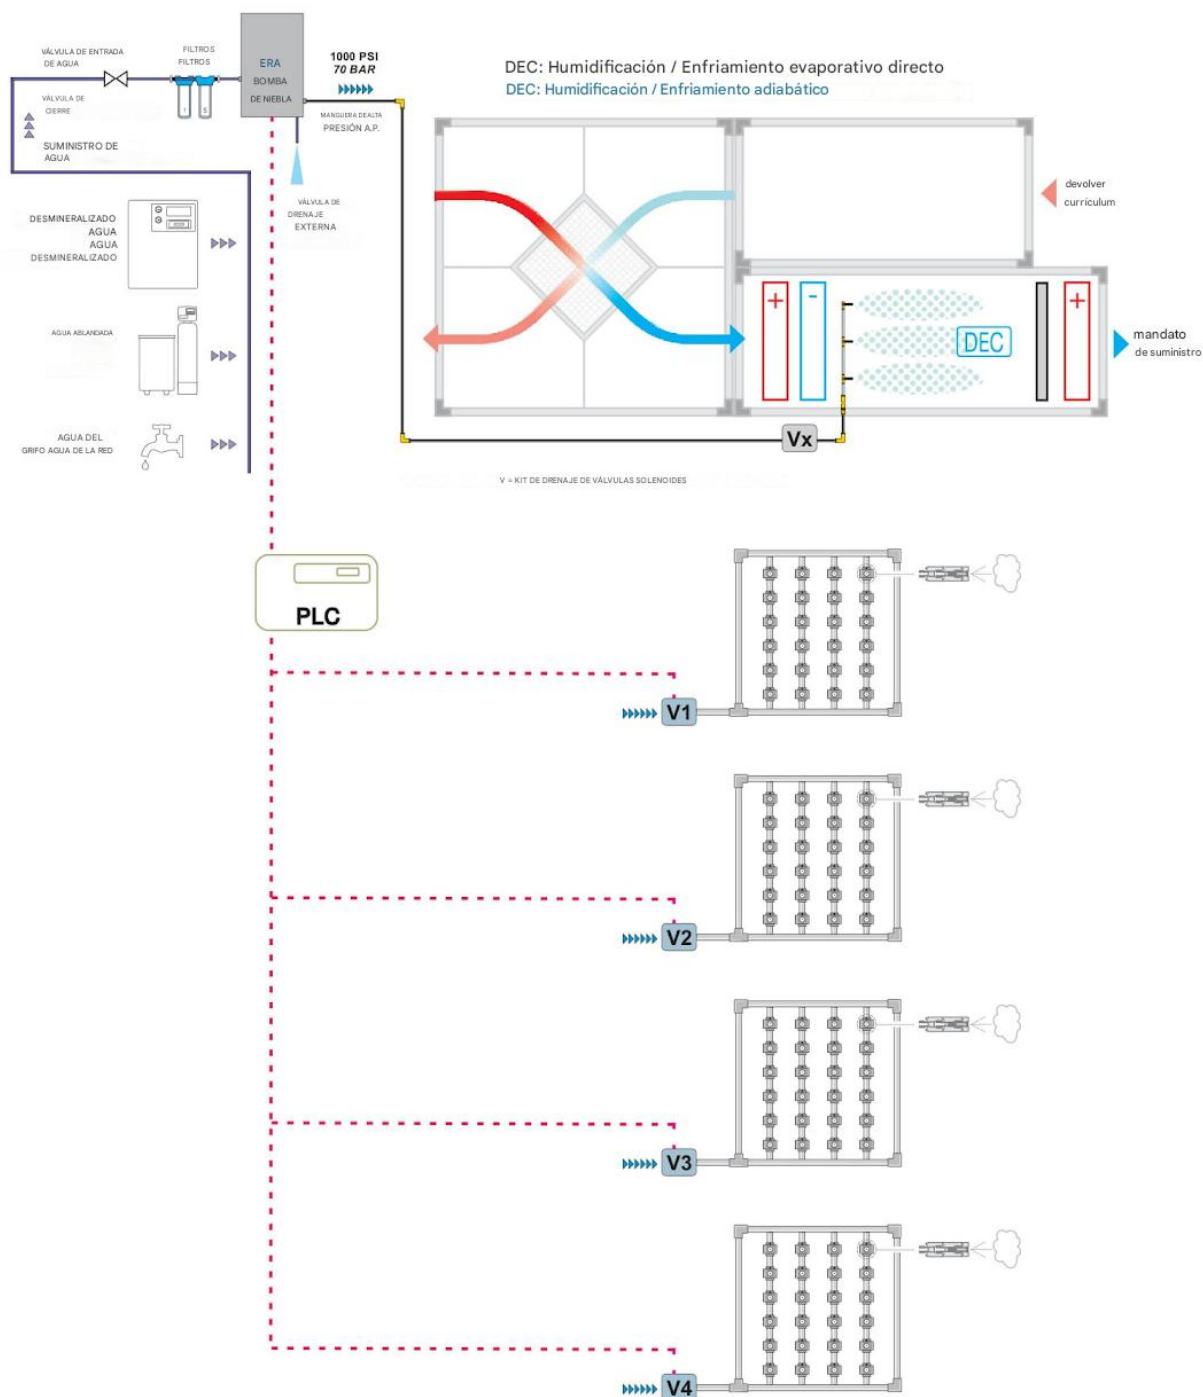 VÁLVULA DE ENTRADA
DE AGUA
FILTROS
FILTROS
ERA
BOMBA
DE NIEBLA
1000 PSI
70 BAR
MANGUERA DE ALTA
PRESIÓN A.P.
VÁLVULA DE
CIERRE
SUMINISTRO DE
AGUA
VÁLVULA DE
DRENAJE
EXTERNA
DEC: Humidificación / Enfriamiento evaporativo directo
DEC: Humidificación / Enfriamiento adiabático
devolver
currículum
DESMINERALIZADO
AGUA
AGUA
DESMINERALIZADO
AGUA ABLANDADA
AGUA DEL
GRIFO AGUA DE LA RED
+
-
DEC
+
mandato
de suministro
Vx
V = KIT DE DRENAJE DE VÁLVULAS SOLENOIDES
PLC
V1
V2
V3
V4